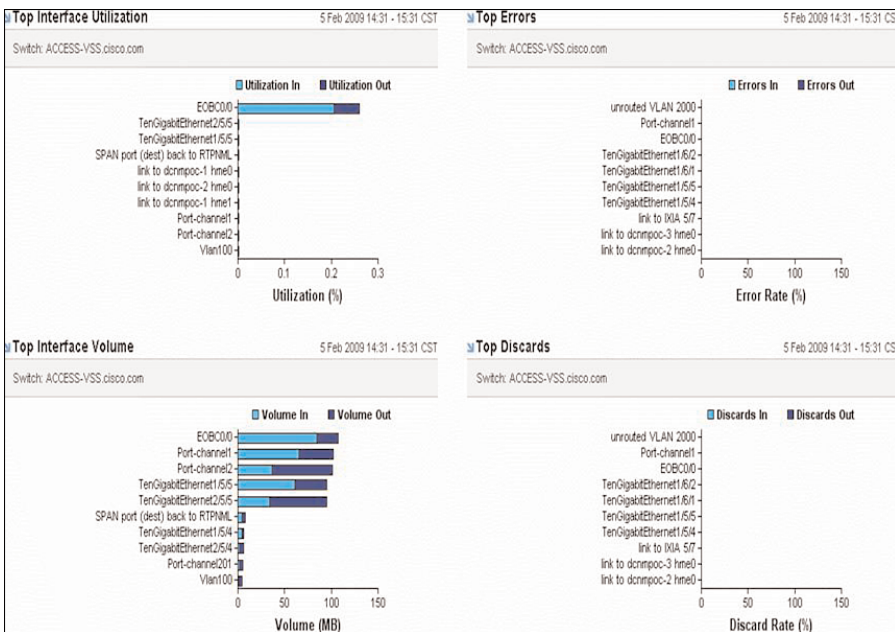 Top Interface Utilization
5 Feb 2009 14:31 - 15:31 CST
Switch: ACCESS-VSS.cisco.com
Utilization In
Utilization Out
EOBC0/0
TenGigabitEthernet2/5/5
TenGigabitEthernet1/5/5
SPAN port (dest) back to RTPNML
link to dcnmpoc-1 hme0
link to dcnmpoc-2 hme0
link to dcnmpoc-1 hme1
Port-channel1
Port-channel2
Vlan100
0 0.1 0.2 0.3
Utilization (%)
Top Errors
5 Feb 2009 14:31 - 15:31 CS
Switch: ACCESS-VSS.cisco.com
Errors In
Errors Out
unrouted VLAN 2000
Port-channel1
EOBC0/0
TenGigabitEthernet1/6/2
TenGigabitEthernet1/6/1
TenGigabitEthernet1/5/5
TenGigabitEthernet1/5/4
link to IXIA 5/7
link to dcnmpoc-3 hme0
link to dcnmpoc-2 hme0
0 50 100 150
Error Rate (%)
Top Interface Volume
5 Feb 2009 14:31 - 15:31 CST
Switch: ACCESS-VSS.cisco.com
Volume In
Volume Out
EOBC0/0
Port-channel1
Port-channel2
TenGigabitEthernet1/5/5
TenGigabitEthernet2/5/5
SPAN port (dest) back to RTPNML
TenGigabitEthernet1/5/4
TenGigabitEthernet2/5/4
Port-channel201
Vlan100
0 50 100 150
Volume (MB)
Top Discards
5 Feb 2009 14:31 - 15:31 CS
Switch: ACCESS-VSS.cisco.com
Discards In
Discards Out
unrouted VLAN 2000
Port-channel1
EOBC0/0
TenGigabitEthernet1/6/2
TenGigabitEthernet1/6/1
TenGigabitEthernet1/5/5
TenGigabitEthernet1/5/4
link to IXIA 5/7
link to dcnmpoc-3 hme0
link to dcnmpoc-2 hme0
0 50 100 150
Discard Rate (%)